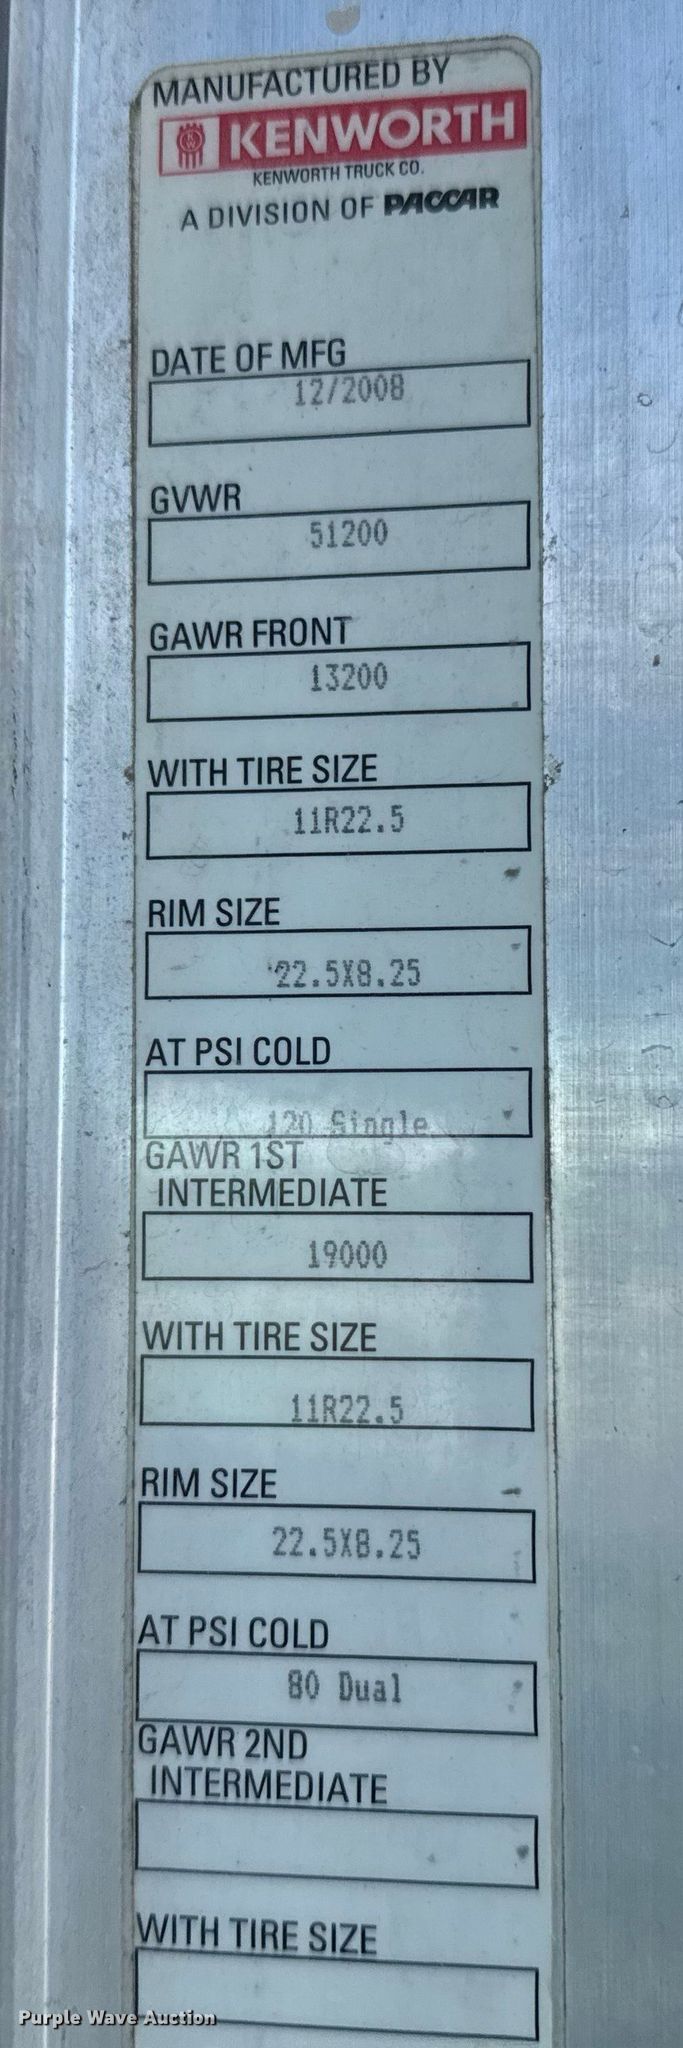 MANUFACTURED BY
KW KENWORTH
KENWORTH TRUCK CO.
A DIVISION OF PACCAR
DATE OF MFG
12/2008
GVWR
51200
GAWR FRONT
13200
WITH TIRE SIZE
11R22.5
RIM SIZE
22.5X8.25
AT PSI COLD
120 Single
GAWR 1ST
INTERMEDIATE
19000
WITH TIRE SIZE
11R22.5
RIM SIZE
22.5X8.25
AT PSI COLD
80 Dual
GAWR 2ND
INTERMEDIATE
WITH TIRE SIZE
Purple Wave Auction